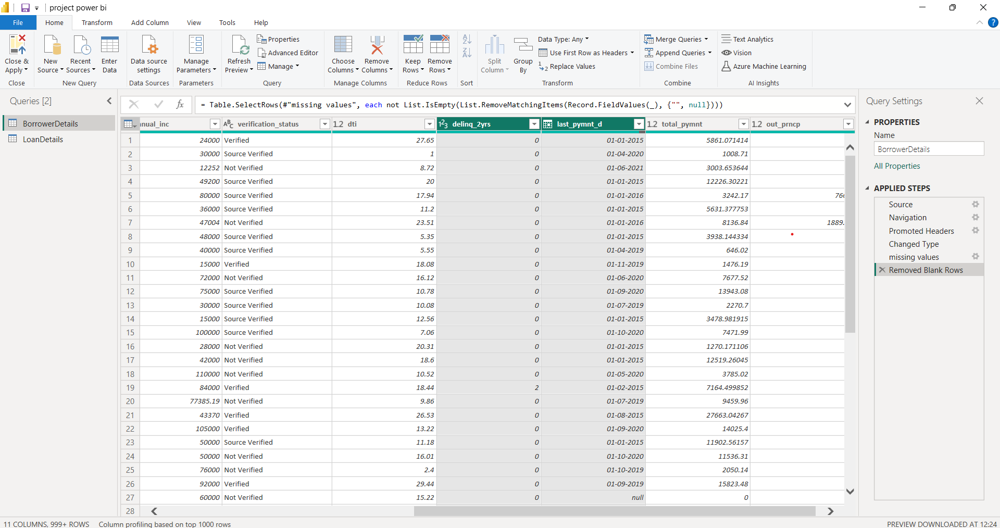 project power bi
File Home Transform Add Column View Tools Help
Close & Apply
New Source
Recent Sources
Enter Data
Data source settings
Manage Parameters
Refresh Preview
Properties
Advanced Editor
Manage
Choose Columns
Remove Columns
Keep Rows
Remove Rows
Split Column
Group By
Data Type: Any
Use First Row as Headers
Replace Values
Merge Queries
Append Queries
Combine Files
Text Analytics
Vision
Azure Machine Learning
Close New Query Data Sources Parameters Query Manage Columns Reduce Rows Sort Transform Combine AI Insights
Queries [2]
BorrowerDetails
LoanDetails
fx = Table.SelectRows(#"missing values", each not List.IsEmpty(List.RemoveMatchingItems(Record.FieldValues(_), {"", null})))
nual_inc ABC verification_status 1.2 dti 123 delinq_2yrs last_pymnt_d 1.2 total_pymnt 1.2 out_prncp
1 24000 Verified 27.65 0 01-01-2015 5861.071414
2 30000 Source Verified 1 0 01-04-2020 1008.71
3 12252 Not Verified 8.72 0 01-06-2021 3003.653644
4 49200 Source Verified 20 0 01-01-2015 12226.30221
5 80000 Source Verified 17.94 0 01-01-2016 3242.17
6 36000 Source Verified 11.2 0 01-01-2015 5631.377753
7 47004 Not Verified 23.51 0 01-01-2016 8136.84 1889.
8 48000 Source Verified 5.35 0 01-01-2015 3938.144334
9 40000 Source Verified 5.55 0 01-04-2019 646.02
10 15000 Verified 18.08 0 01-11-2019 1476.19
11 72000 Not Verified 16.12 0 01-06-2020 7677.52
12 75000 Source Verified 10.78 0 01-09-2020 13943.08
13 30000 Source Verified 10.08 0 01-07-2019 2270.7
14 15000 Source Verified 12.56 0 01-01-2015 3478.981915
15 100000 Source Verified 7.06 0 01-10-2020 7471.99
16 28000 Not Verified 20.31 0 01-01-2015 1270.171106
17 42000 Not Verified 18.6 0 01-01-2015 12519.26045
18 110000 Not Verified 10.52 0 01-05-2020 3785.02
19 84000 Verified 18.44 2 01-02-2015 7164.499852
20 77385.19 Not Verified 9.86 0 01-07-2019 9459.96
21 43370 Verified 26.53 0 01-08-2015 27663.04267
22 105000 Verified 13.22 0 01-09-2020 14025.4
23 50000 Source Verified 11.18 0 01-01-2015 11902.56157
24 50000 Not Verified 16.01 0 01-10-2020 11536.31
25 76000 Not Verified 2.4 0 01-10-2019 2050.14
26 92000 Verified 29.44 0 01-09-2019 15823.48
27 60000 Not Verified 15.22 0 null 0
28
Query Settings
PROPERTIES
Name
BorrowerDetails
All Properties
APPLIED STEPS
Source
Navigation
Promoted Headers
Changed Type
missing values
Removed Blank Rows
11 COLUMNS, 999+ ROWS Column profiling based on top 1000 rows
PREVIEW DOWNLOADED AT 12:24